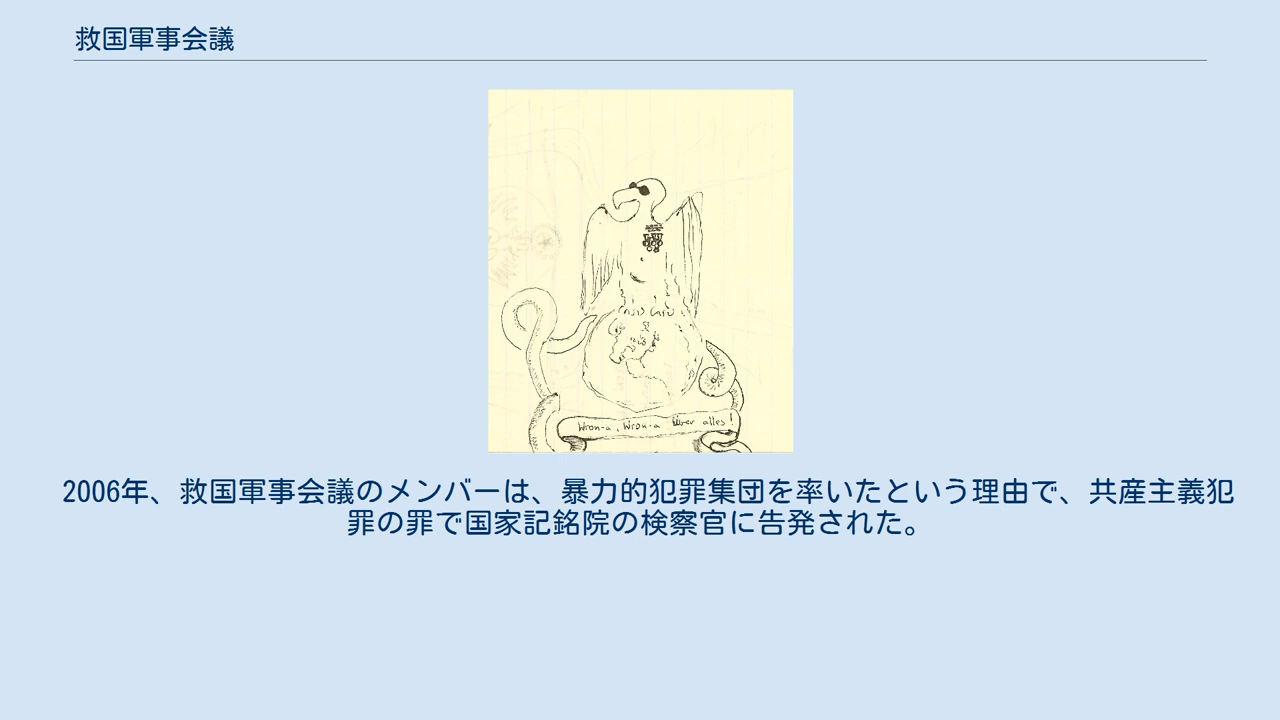 救国軍事会議
Wron-a, Wron-a über alles!
2006年、救国軍事会議のメンバーは、暴力的犯罪集団を率いたという理由で、共産主義犯
罪の罪で国家記銘院の検察官に告発された。